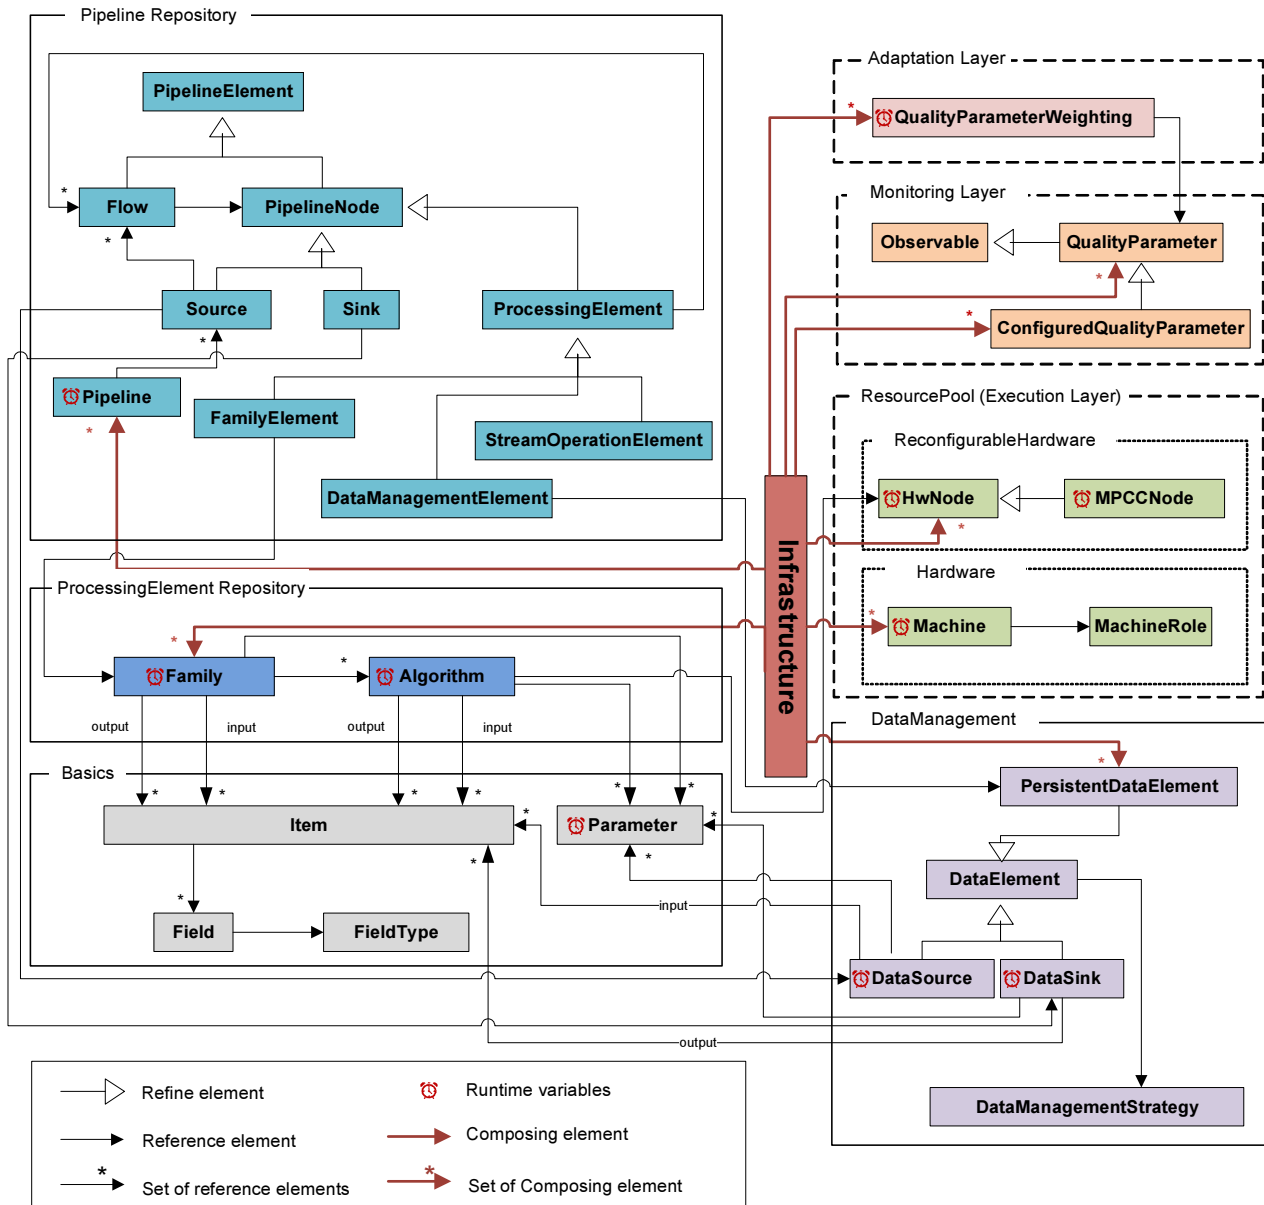 Pipeline Repository
PipelineElement
*
Flow
PipelineNode
*
Source
Sink
ProcessingElement
*
Pipeline
*
FamilyElement
StreamOperationElement
DataManagementElement
Adaptation Layer
*
QualityParameterWeighting
Monitoring Layer
Observable
QualityParameter
*
*
ConfiguredQualityParameter
ResourcePool (Execution Layer)
ReconfigurableHardware
HwNode
MPCCNode
*
Hardware
*
Machine
MachineRole
Infrastructure
ProcessingElement Repository
*
Family
*
Algorithm
output
input
output
input
Basics
*
*
*
*
*
*
Item
*
Parameter
*
*
*
*
Field
FieldType
input
output
DataManagement
*
PersistentDataElement
DataElement
DataSource
DataSink
DataManagementStrategy
Refine element
Runtime variables
Reference element
Composing element
*
Set of reference elements
*
Set of Composing element